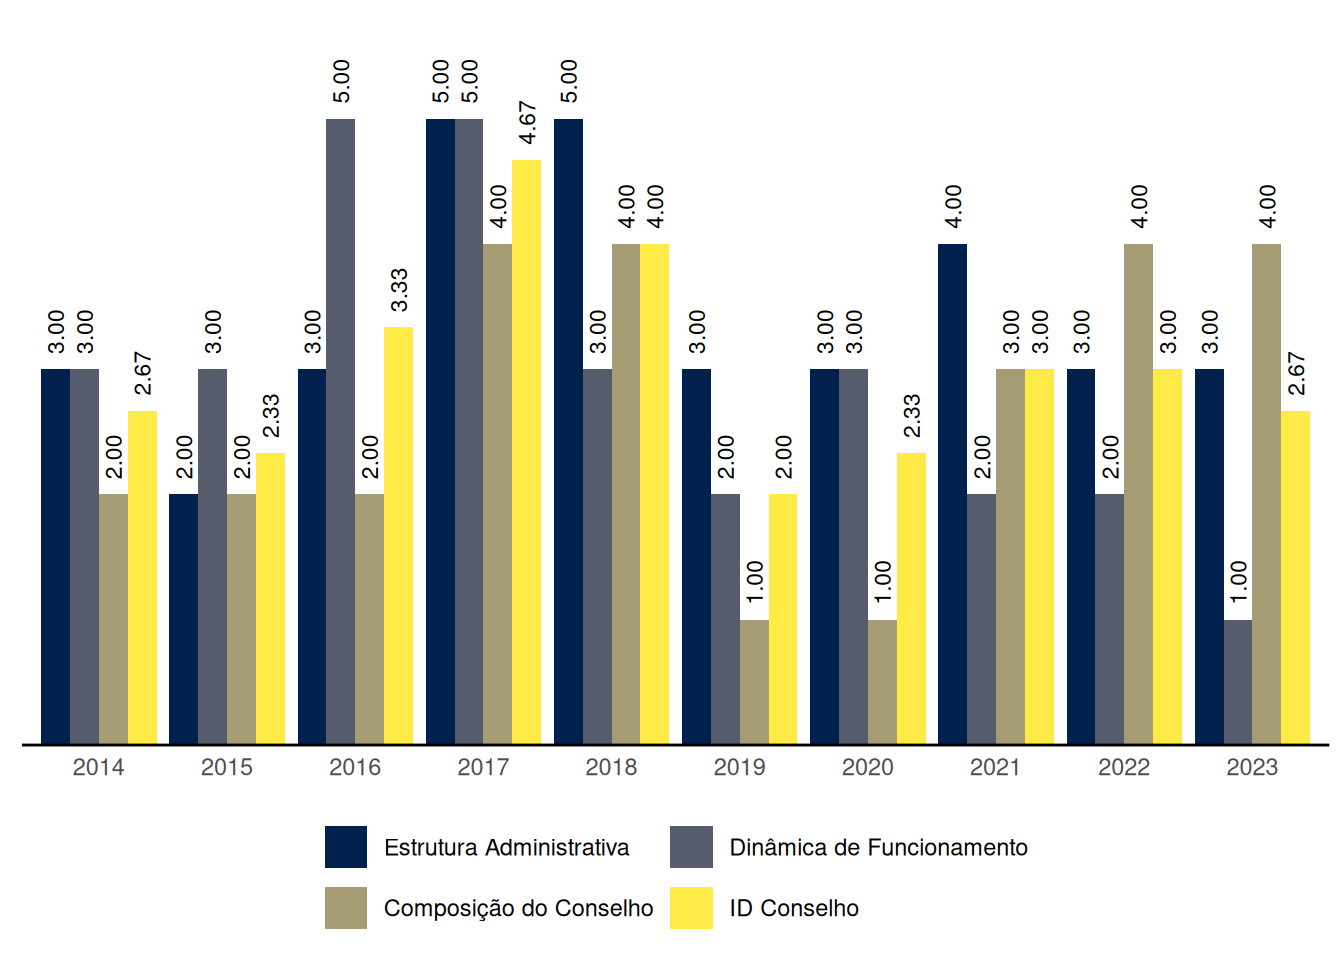 3.00 3.00 2.00 2.67 2.00 3.00 2.00 2.33 3.00 5.00 2.00 3.33 5.00 5.00 4.00 4.67 5.00 3.00 4.00 4.00 3.00 2.00 1.00 2.00 3.00 3.00 1.00 2.33 4.00 2.00 3.00 3.00 3.00 2.00 4.00 3.00 3.00 1.00 4.00 2.67
2014 2015 2016 2017 2018 2019 2020 2021 2022 2023
Estrutura Administrativa Dinâmica de Funcionamento
Composição do Conselho ID Conselho